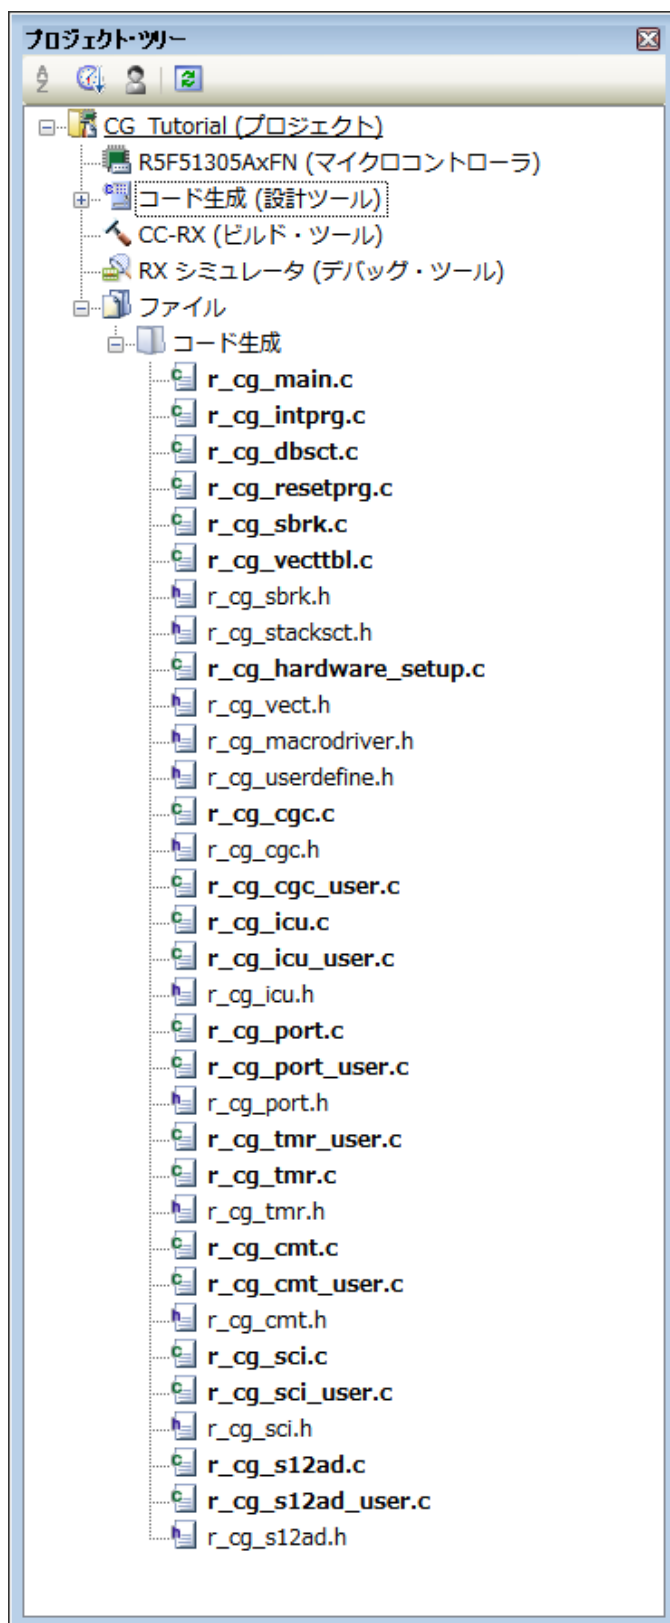 プロジェクト・ツリー
CG_Tutorial (プロジェクト)
R5F51305AxFN (マイクロコントローラ)
コード生成 (設計ツール)
CC-RX (ビルド・ツール)
RX シミュレータ (デバッグ・ツール)
ファイル
コード生成
r_cg_main.c
r_cg_intprg.c
r_cg_dbsct.c
r_cg_resetprg.c
r_cg_sbrk.c
r_cg_vecttbl.c
r_cg_sbrk.h
r_cg_stacksct.h
r_cg_hardware_setup.c
r_cg_vect.h
r_cg_macrodriver.h
r_cg_userdefine.h
r_cg_cgc.c
r_cg_cgc.h
r_cg_cgc_user.c
r_cg_icu.c
r_cg_icu_user.c
r_cg_icu.h
r_cg_port.c
r_cg_port_user.c
r_cg_port.h
r_cg_tmr_user.c
r_cg_tmr.c
r_cg_tmr.h
r_cg_cmt.c
r_cg_cmt_user.c
r_cg_cmt.h
r_cg_sci.c
r_cg_sci_user.c
r_cg_sci.h
r_cg_s12ad.c
r_cg_s12ad_user.c
r_cg_s12ad.h